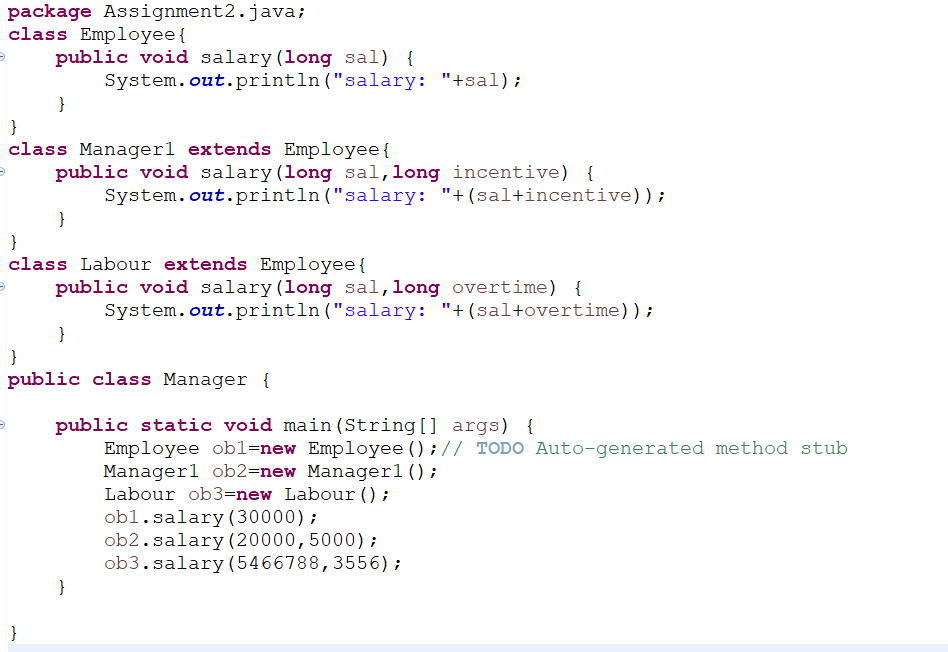 package Assignment2.java;
class Employee{
    public void salary(long sal) {
        System.out.println("salary: "+sal);
    }
}
class Manager1 extends Employee{
    public void salary(long sal,long incentive) {
        System.out.println("salary: "+(sal+incentive));
    }
}
class Labour extends Employee{
    public void salary(long sal,long overtime) {
        System.out.println("salary: "+(sal+overtime));
    }
}
public class Manager {

    public static void main(String[] args) {
        Employee ob1=new Employee();// TODO Auto-generated method stub
        Manager1 ob2=new Manager1();
        Labour ob3=new Labour();
        ob1.salary(30000);
        ob2.salary(20000,5000);
        ob3.salary(5466788,3556);
    }

}